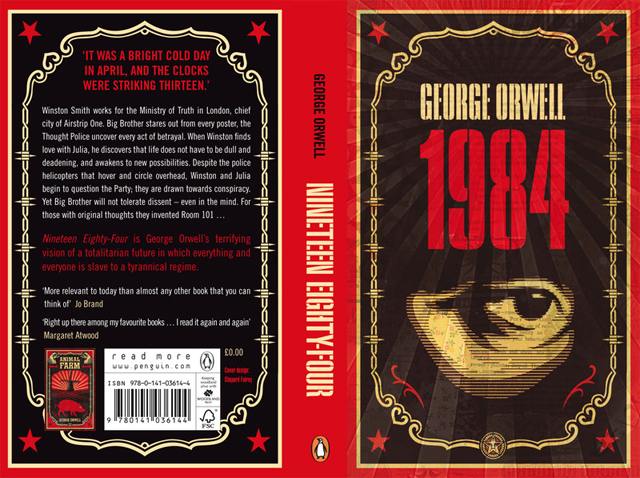 ‘IT WAS A BRIGHT COLD DAY
IN APRIL, AND THE CLOCKS
WERE STRIKING THIRTEEN.’
Winston Smith works for the Ministry of Truth in London, chief
city of Airstrip One. Big Brother stares out from every poster, the
Thought Police uncover every act of betrayal. When Winston finds
love with Julia, he discovers that life does not have to be dull and
deadening, and awakens to new possibilities. Despite the police
helicopters that hover and circle overhead, Winston and Julia
begin to question the Party; they are drawn towards conspiracy.
Yet Big Brother will not tolerate dissent – even in the mind. For
those with original thoughts they invented Room 101 …
Nineteen Eighty-Four is George Orwell’s terrifying
vision of a totalitarian future in which everything and
everyone is slave to a tyrannical regime.
‘More relevant to today than almost any other book that you can
think of’ Jo Brand
‘Right up there among my favourite books … I read it again and again’
Margaret Atwood
ANIMAL
FARM
GEORGE ORWELL
read more
www.penguin.com
ISBN 978-0-141-03614-4
9 780141 036144
£0.00
Cover design:
Shepard Fairey
FSC
GEORGE ORWELL
NINETEEN EIGHTY-FOUR
GEORGE ORWELL
1984